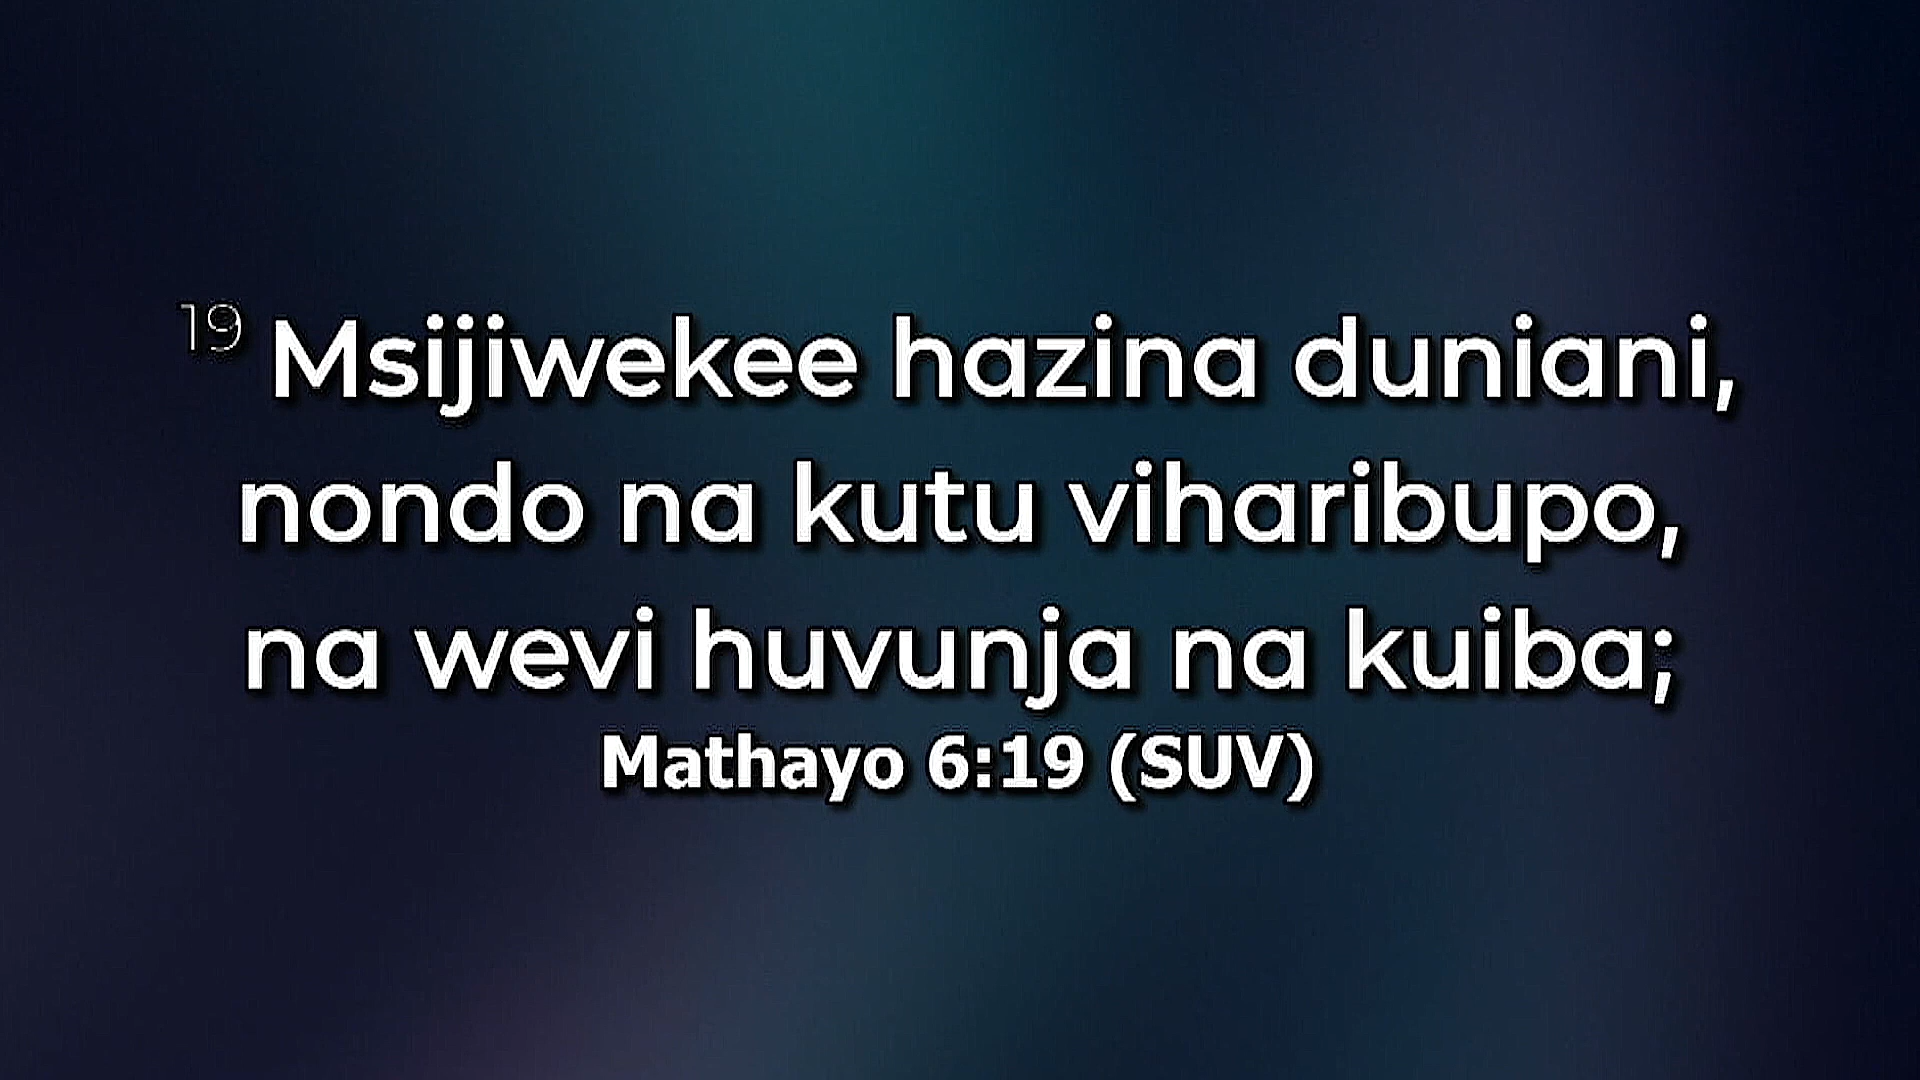 19 Msijiwekee hazina duniani,
nondo na kutu viharibupo,
na wevi huvunja na kuiba;
Mathayo 6:19 (SUV)